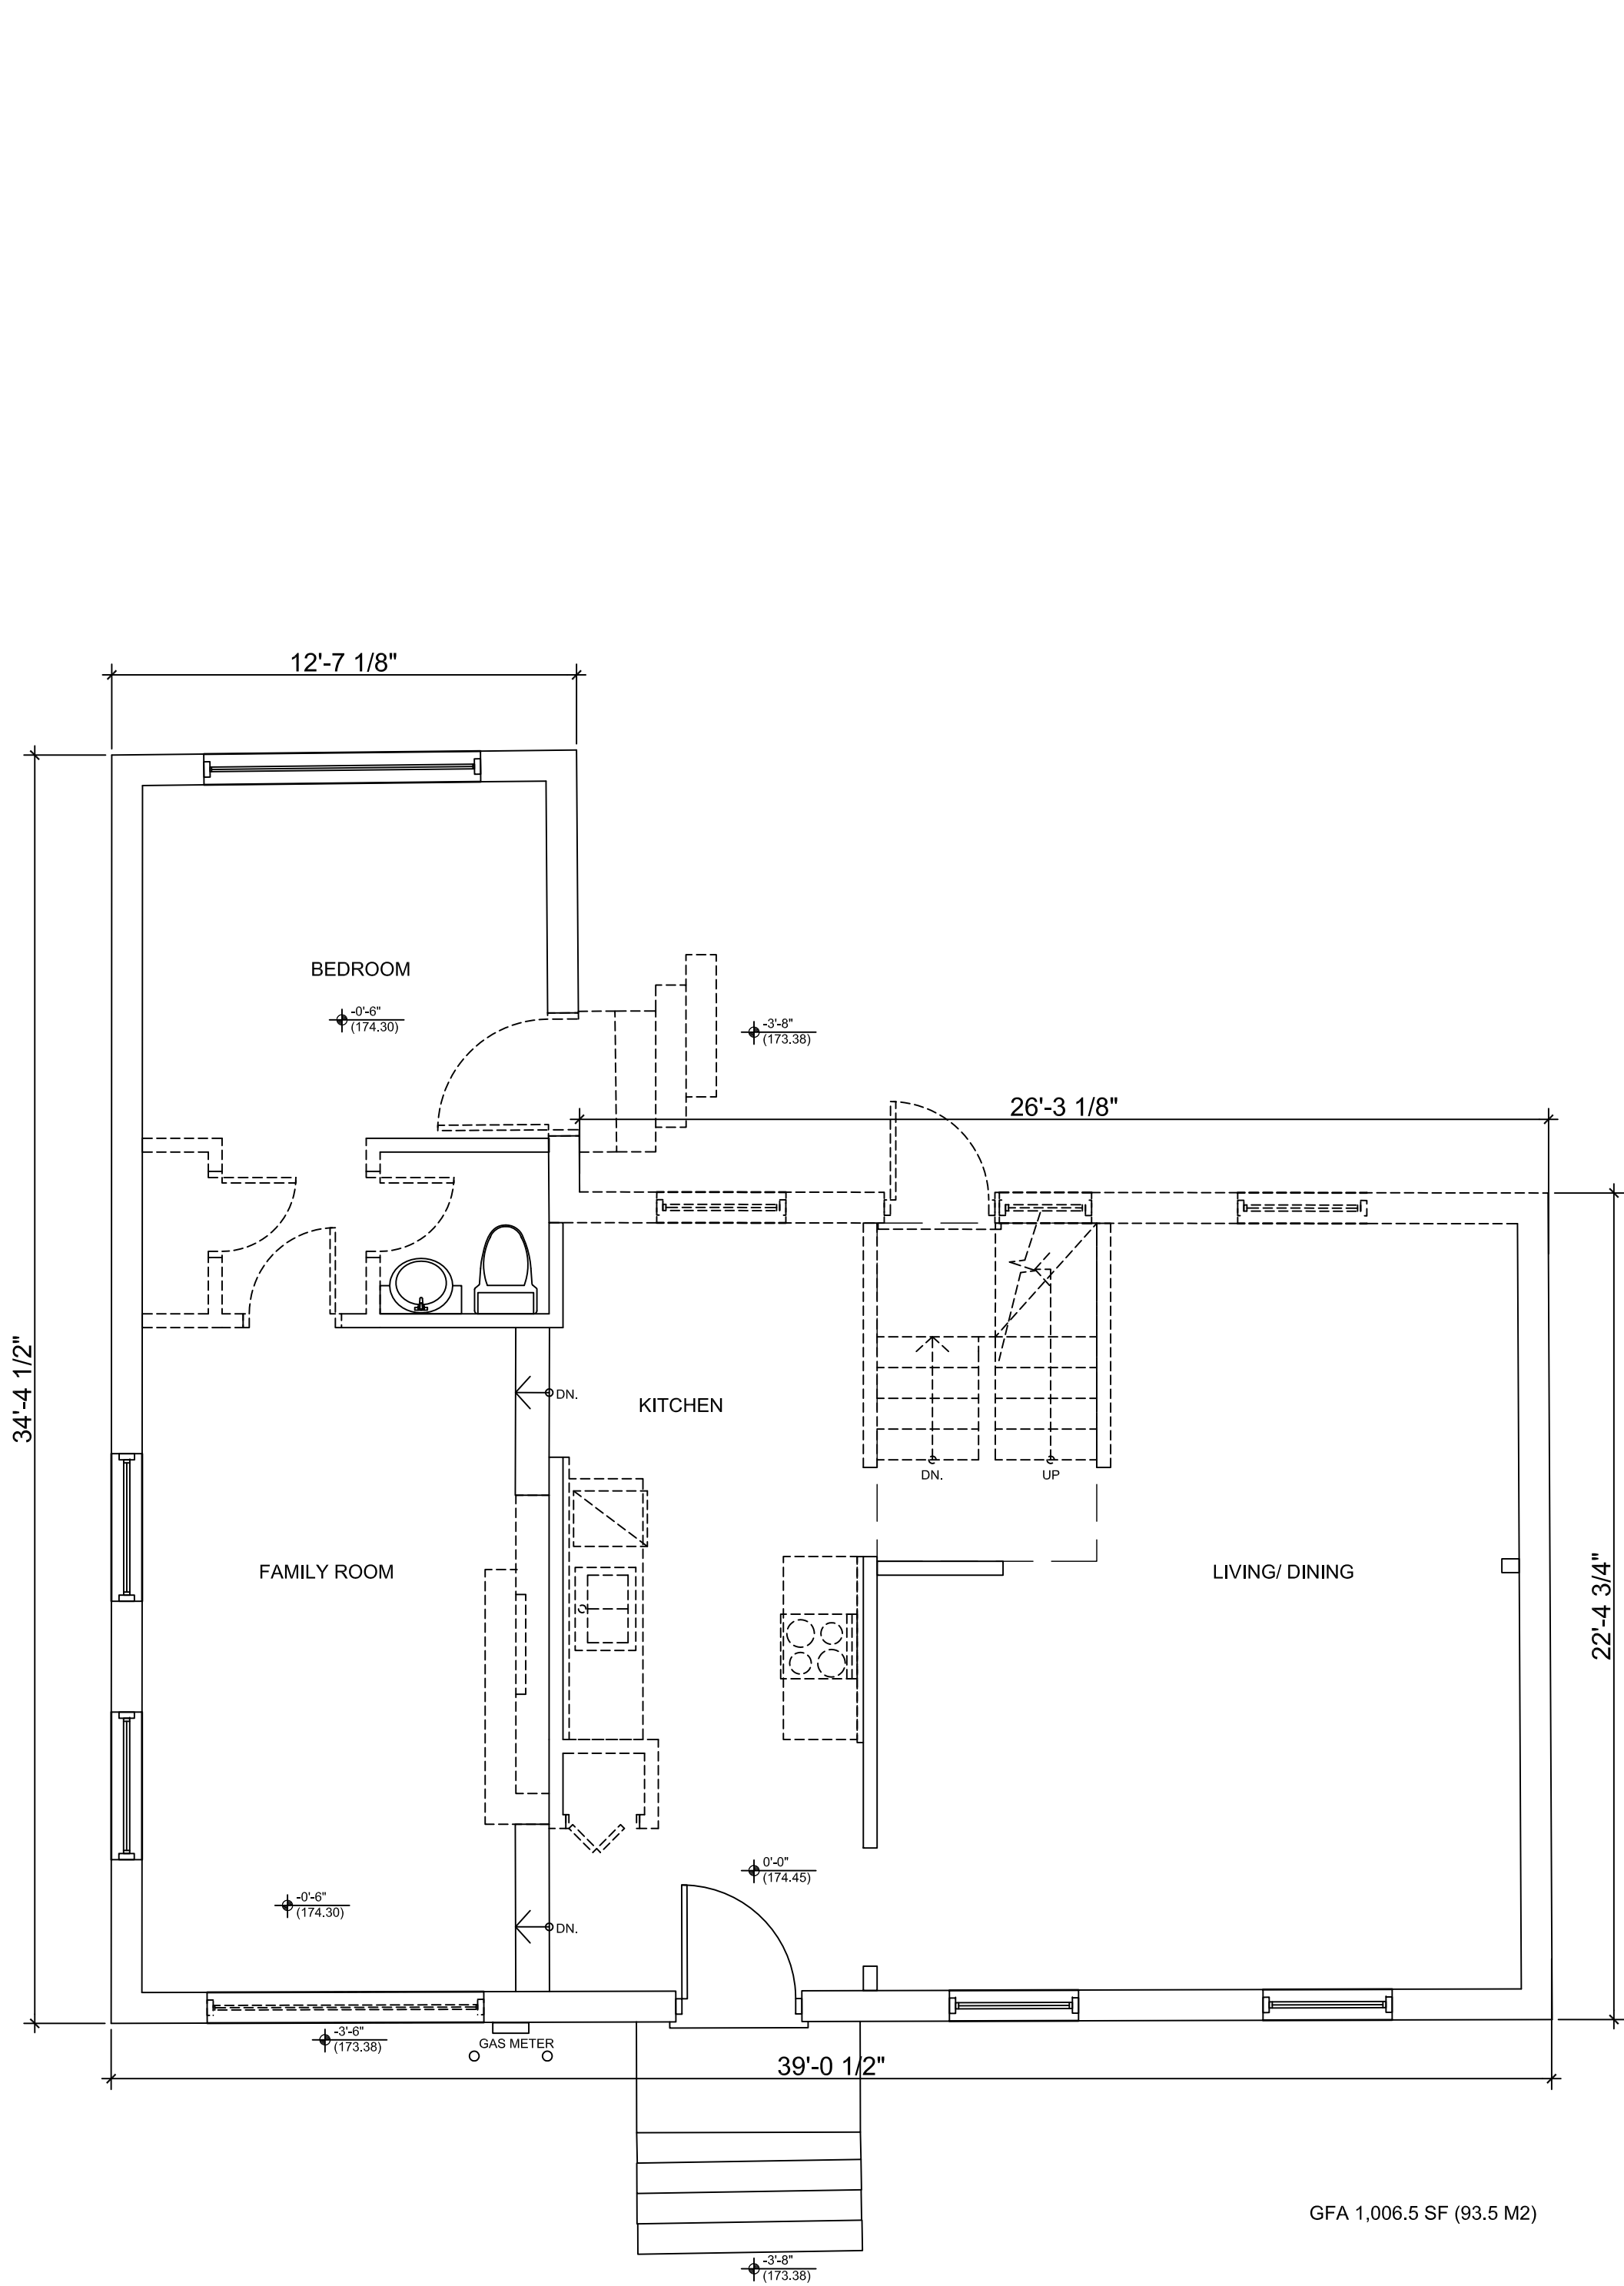 12'-7 1/8"
BEDROOM
-0'-6"
(174.30)
-3'-8"
(173.38)
26'-3 1/8"
34'-4 1/2"
DN.
KITCHEN
DN.
UP
FAMILY ROOM
LIVING/ DINING
22'-4 3/4"
0'-0"
(174.45)
-0'-6"
(174.30)
DN.
-3'-6"
(173.38)
GAS METER
39'-0 1/2"
GFA 1,006.5 SF (93.5 M2)
-3'-8"
(173.38)